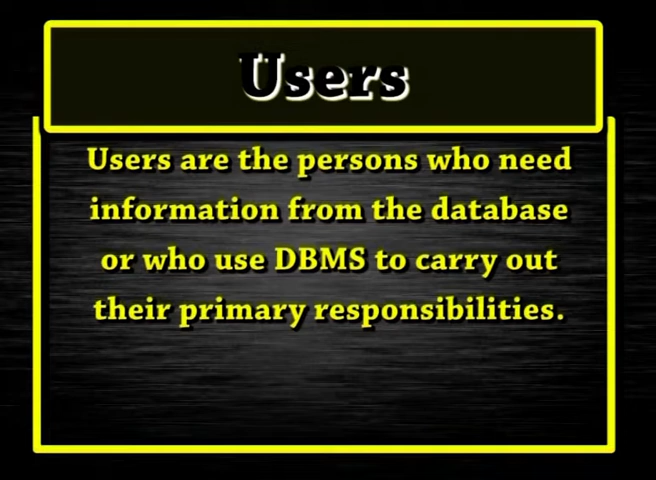 Users
Users are the persons who need
information from the database
or who use DBMS to carry out
their primary responsibilities.